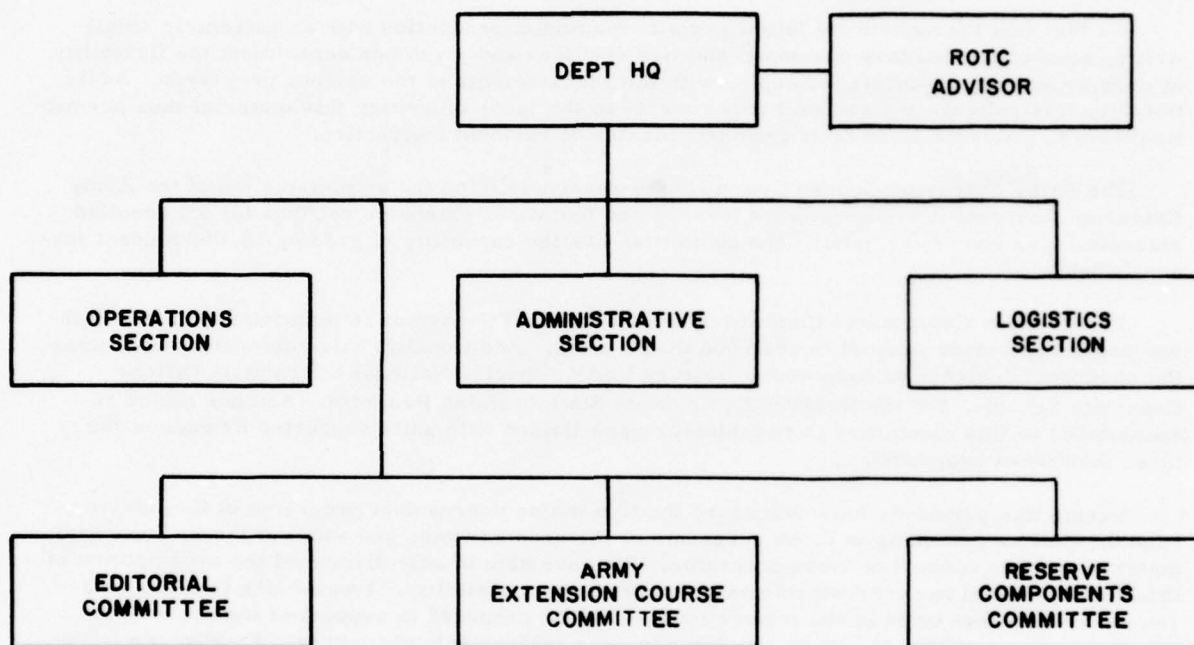 DEPT HQ
ROTC
ADVISOR
OPERATIONS
SECTION
ADMINISTRATIVE
SECTION
LOGISTICS
SECTION
EDITORIAL
COMMITTEE
ARMY
EXTENSION COURSE
COMMITTEE
RESERVE
COMPONENTS
COMMITTEE